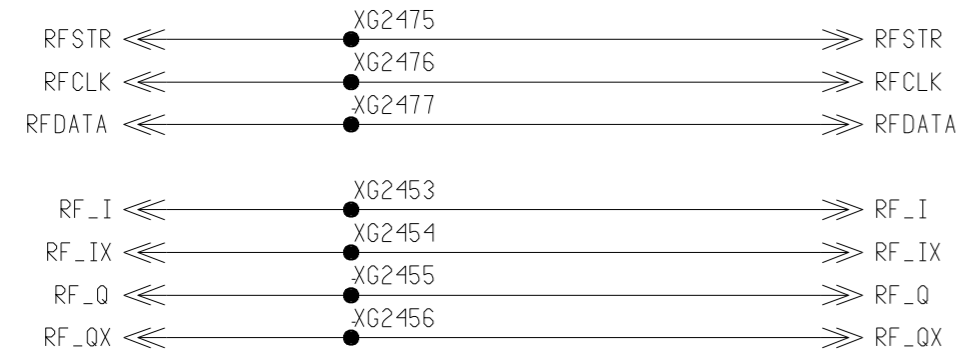 XG2475
RFSTR RFSTR
XG2476
RFCLK RFCLK
XG2477
RFDATA RFDATA
XG2453
RF_I RF_I
XG2454
RF_IX RF_IX
XG2455
RF_Q RF_Q
XG2456
RF_QX RF_QX